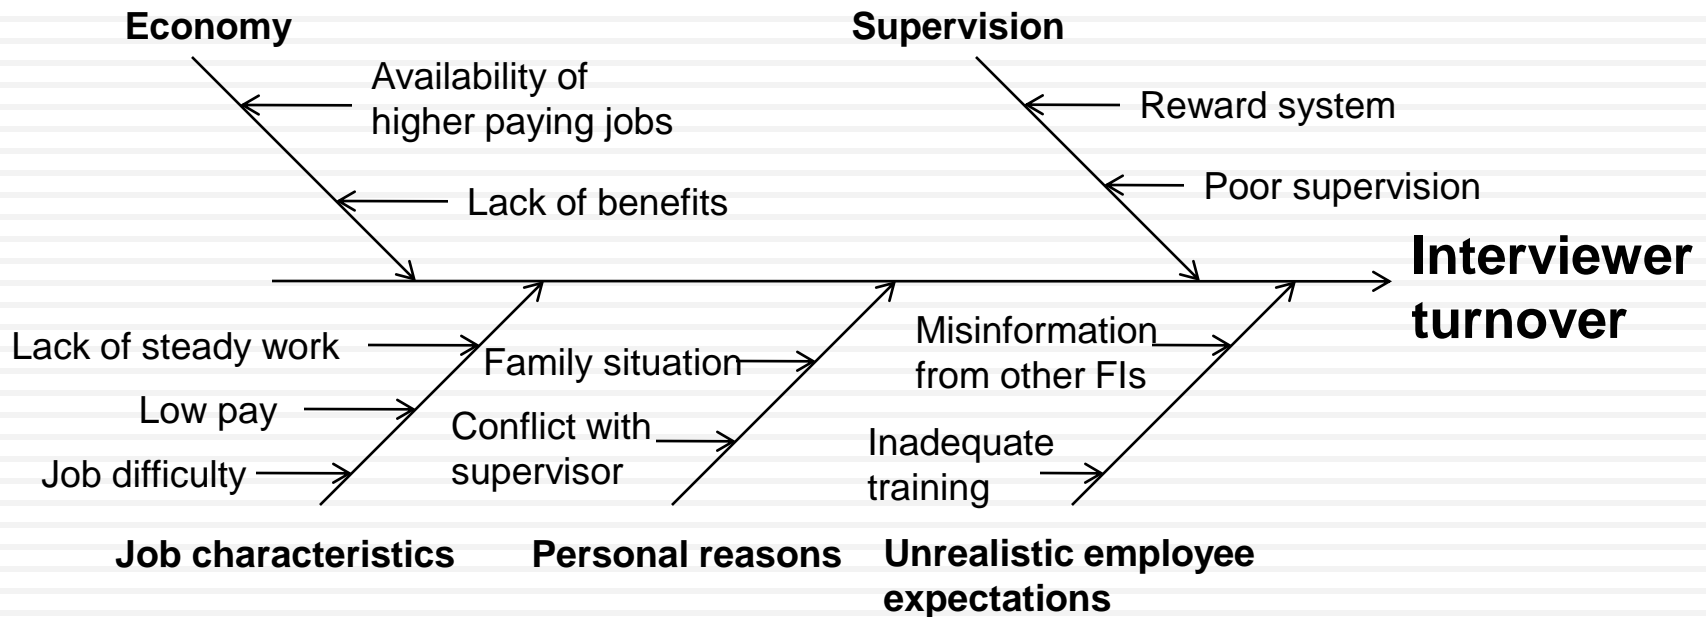 Economy
Availability of
higher paying jobs
Lack of benefits
Supervision
Reward system
Poor supervision
Interviewer
turnover
Lack of steady work
Low pay
Job difficulty
Job characteristics
Family situation
Conflict with
supervisor
Personal reasons
Misinformation
from other FIs
Inadequate
training
Unrealistic employee
expectations